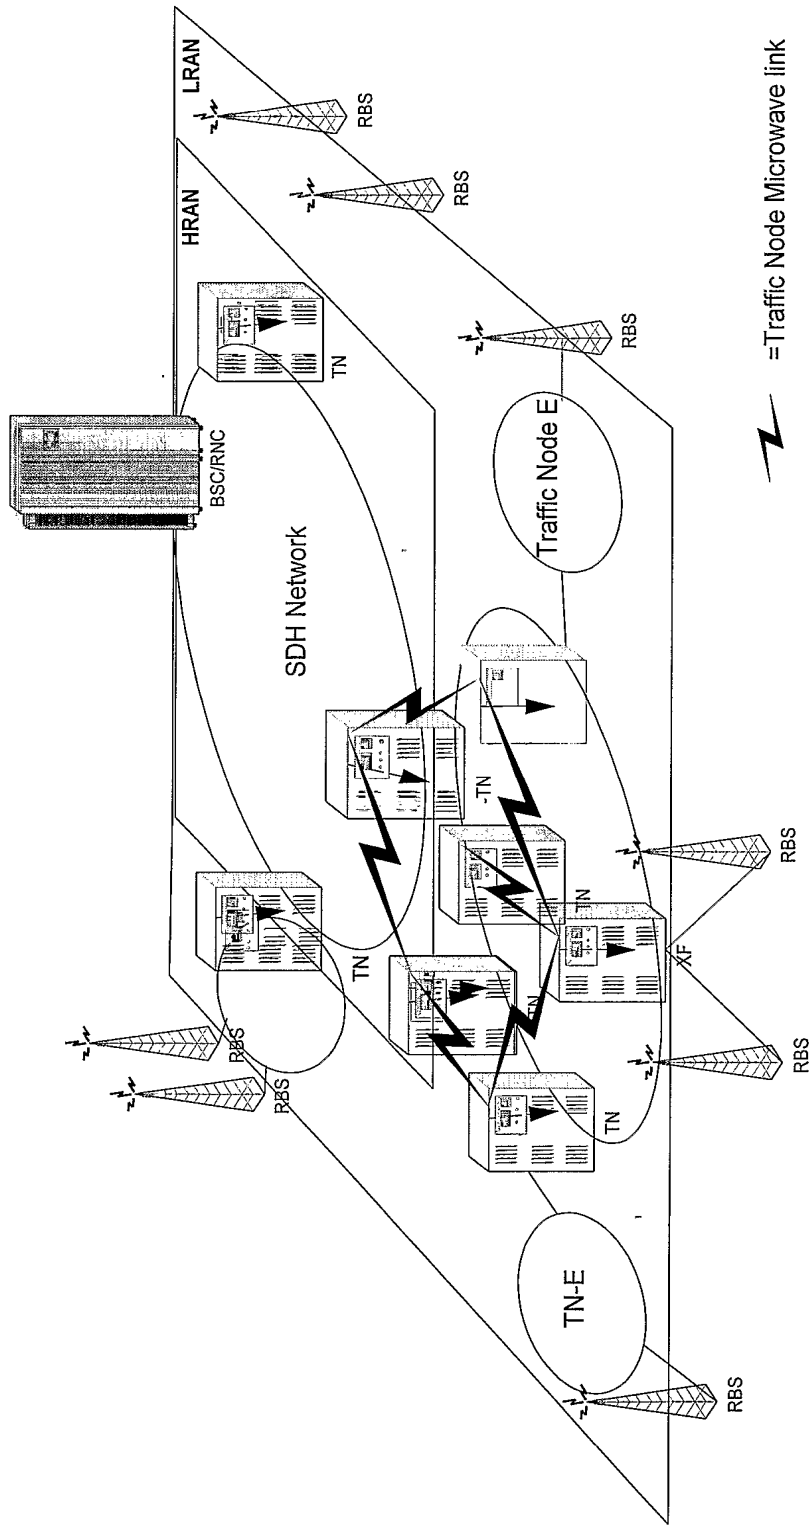 LRAN
HRAN
RBS
RBS
RBS
TN
BSC/RNC
SDH Network
Traffic Node E
-TN
TN
TN
TN
XF
TN
RBS
RBS
RBS
RBS
TN-E
RBS
=Traffic Node Microwave link